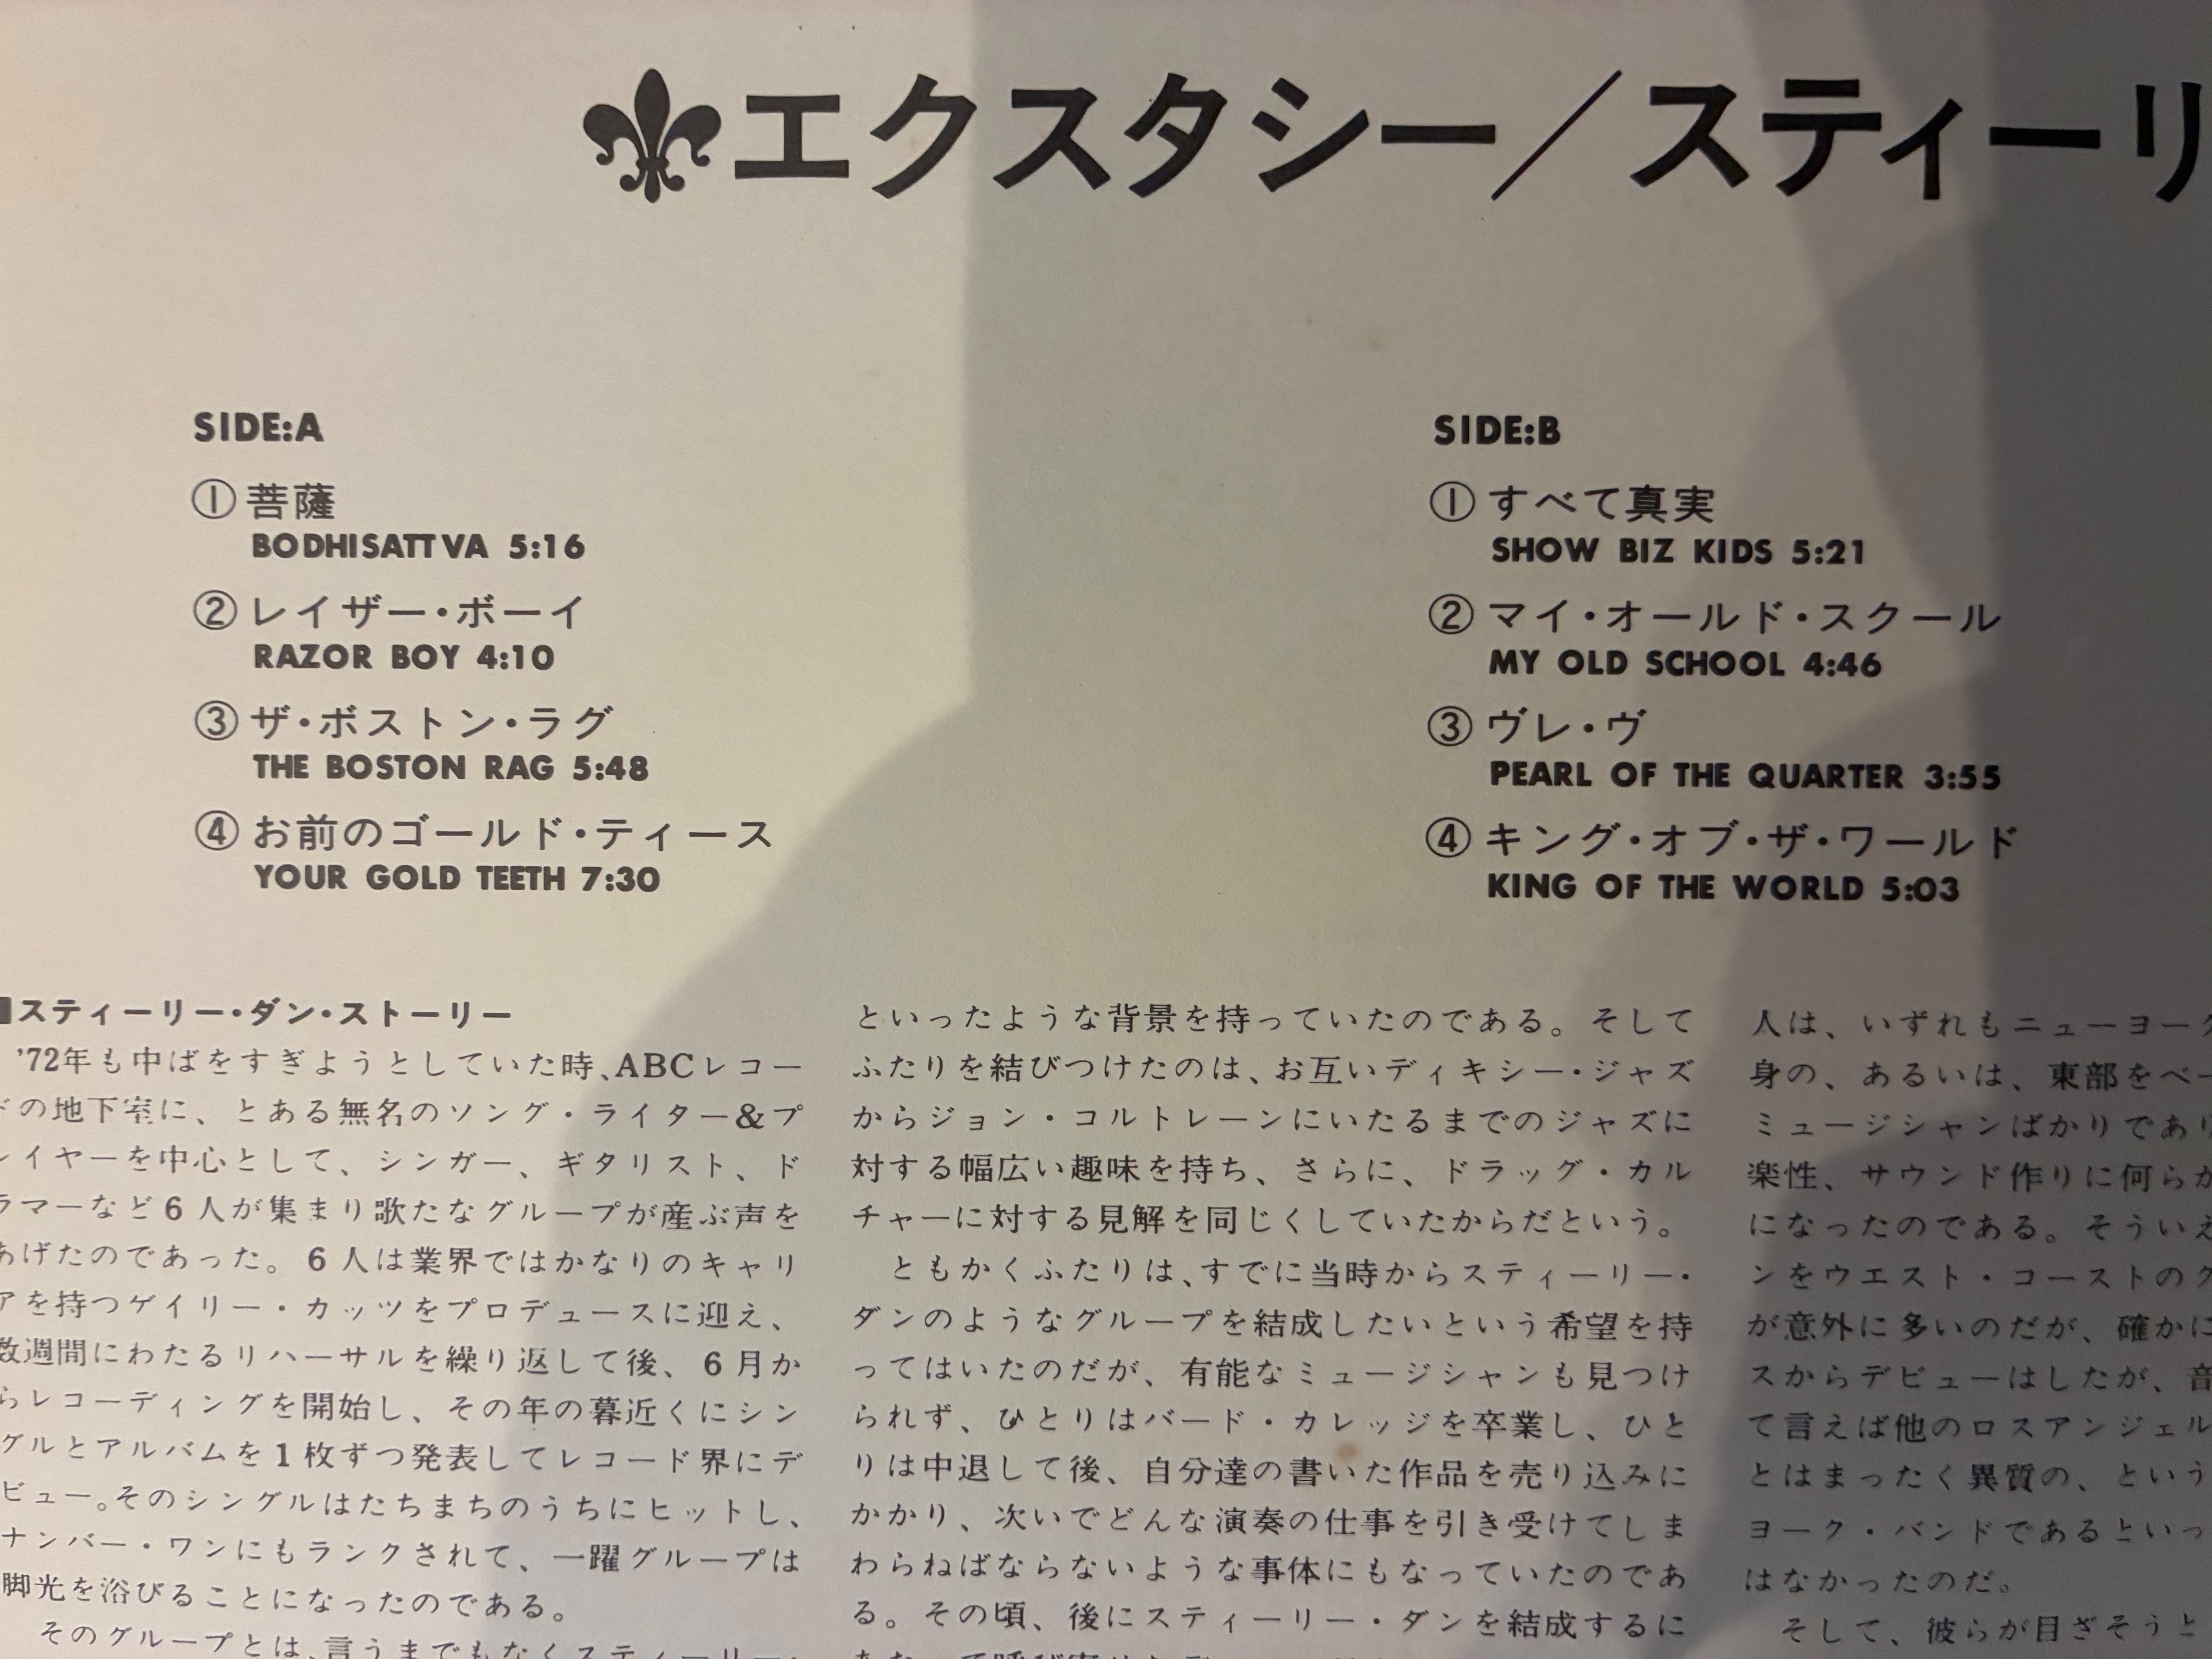 エクスタシー／スティーリ
SIDE:A
① 菩薩
BODHISATTVA 5:16
② レイザー・ボーイ
RAZOR BOY 4:10
③ ザ・ボストン・ラグ
THE BOSTON RAG 5:48
④ お前のゴールド・ティース
YOUR GOLD TEETH 7:30
SIDE:B
① すべて真実
SHOW BIZ KIDS 5:21
② マイ・オールド・スクール
MY OLD SCHOOL 4:46
③ ヴレ・ヴ
PEARL OF THE QUARTER 3:55
④ キング・オブ・ザ・ワールド
KING OF THE WORLD 5:03
■スティーリー・ダン・ストーリー
'72年も中ばをすぎようとしていた時、ABCレコー
ドの地下室に、とある無名のソング・ライター&プ
レイヤーを中心として、シンガー、ギタリスト、ド
ラマーなど6人が集まり歌たなグループが産ぶ声を
あげたのであった。6人は業界ではかなりのキャリ
アを持つゲイリー・カッツをプロデュースに迎え、
数週間にわたるリハーサルを繰り返して後、6月か
らレコーディングを開始し、その年の暮近くにシン
グルとアルバムを1枚ずつ発表してレコード界にデ
ビュー。そのシングルはたちまちのうちにヒットし、
ナンバー・ワンにもランクされて、一躍グループは
脚光を浴びることになったのである。
そのグループとは、言うまでもなくスティーリー・
といったような背景を持っていたのである。そして
ふたりを結びつけたのは、お互いディキシー・ジャズ
からジョン・コルトレーンにいたるまでのジャズに
対する幅広い趣味を持ち、さらに、ドラッグ・カル
チャーに対する見解を同じくしていたからだという。
ともかくふたりは、すでに当時からスティーリー・
ダンのようなグループを結成したいという希望を持
ってはいたのだが、有能なミュージシャンも見つけ
られず、ひとりはバード・カレッジを卒業し、ひと
りは中退して後、自分達の書いた作品を売り込みに
かかり、次いでどんな演奏の仕事を引き受けてしま
わらねばならないような事体にもなっていたのであ
る。その頃、後にスティーリー・ダンを結成するに
人は、いずれもニューヨーク
身の、あるいは、東部をベー
ミュージシャンばかりであり
楽性、サウンド作りに何らか
になったのである。そういえ
ンをウエスト・コーストのグ
が意外に多いのだが、確かに
スからデビューはしたが、音
て言えば他のロスアンジェル
とはまったく異質の、という
ヨーク・バンドであるといっ
はなかったのだ。
そして、彼らが目ざそうと